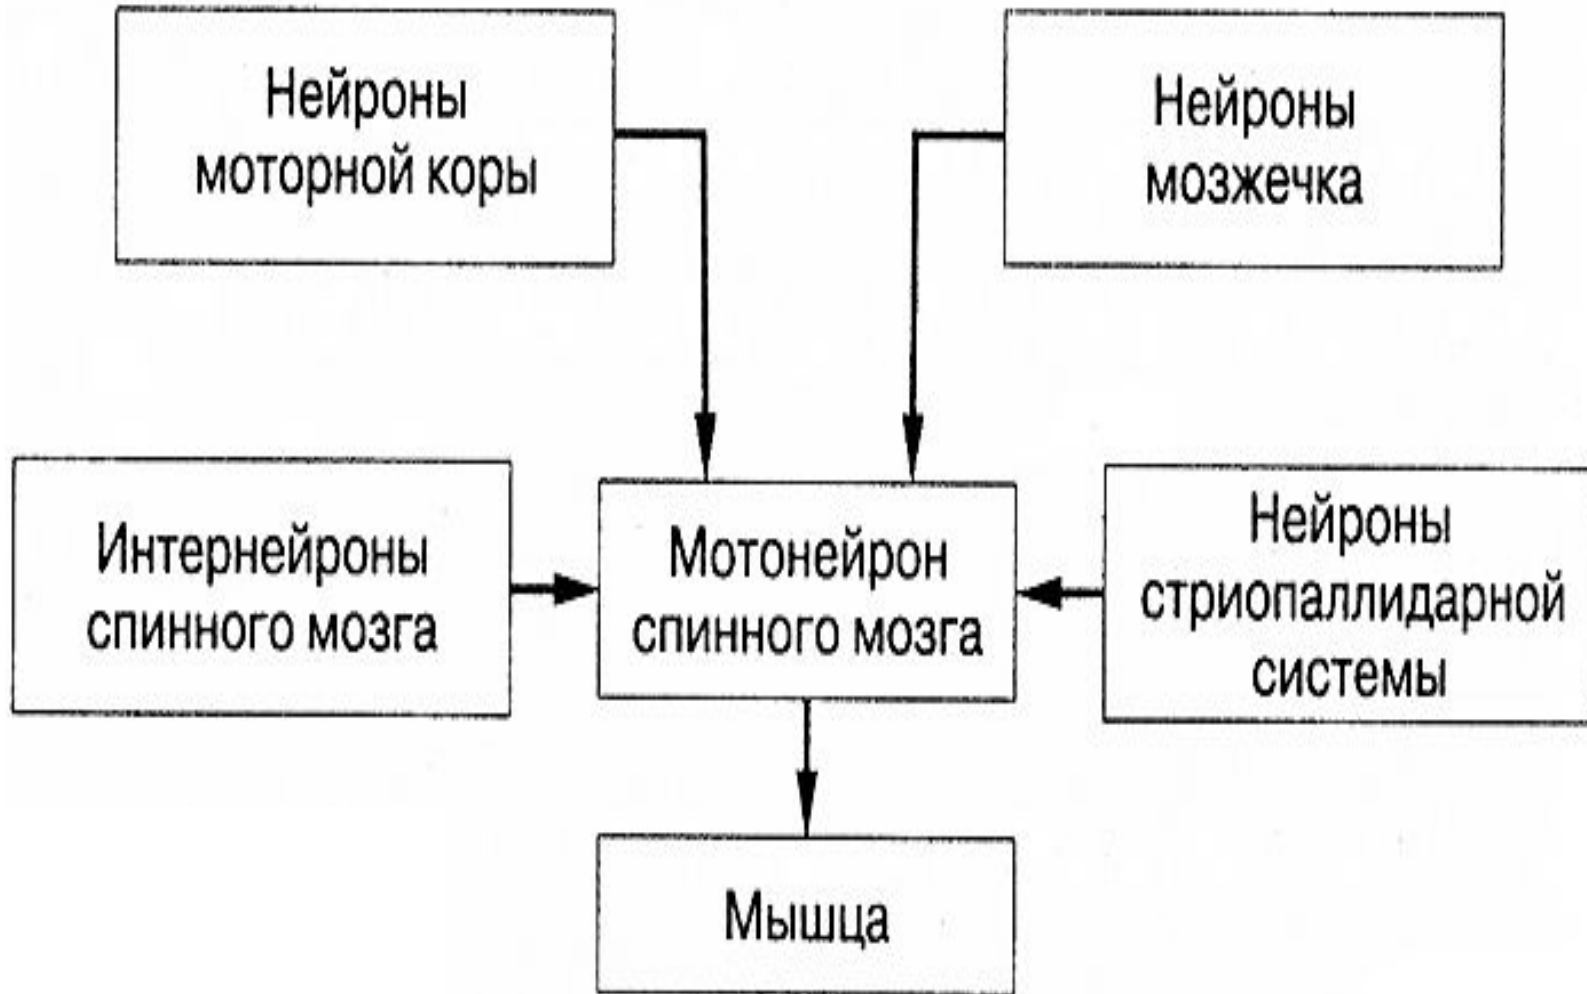 Нейроны
моторной коры
Нейроны
мозжечка
Интернейроны
спинного мозга
Мотонейрон
спинного мозга
Нейроны
стриопаллидарной
системы
Мышца